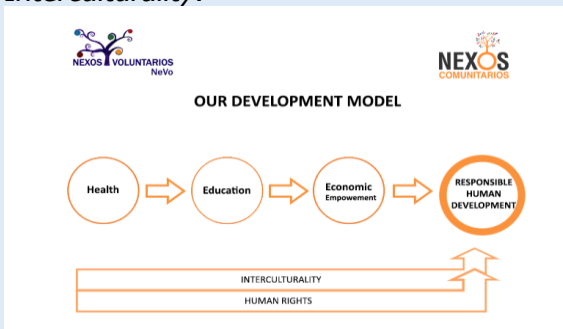 Interculturality.
NEXOS VOLUNTARIOS
NeVo
NEXOS
COMUNITARIOS
OUR DEVELOPMENT MODEL
Health
Education
Economic
Empowerment
RESPONSIBLE
HUMAN
DEVELOPMENT
INTERCULTURALITY
HUMAN RIGHTS